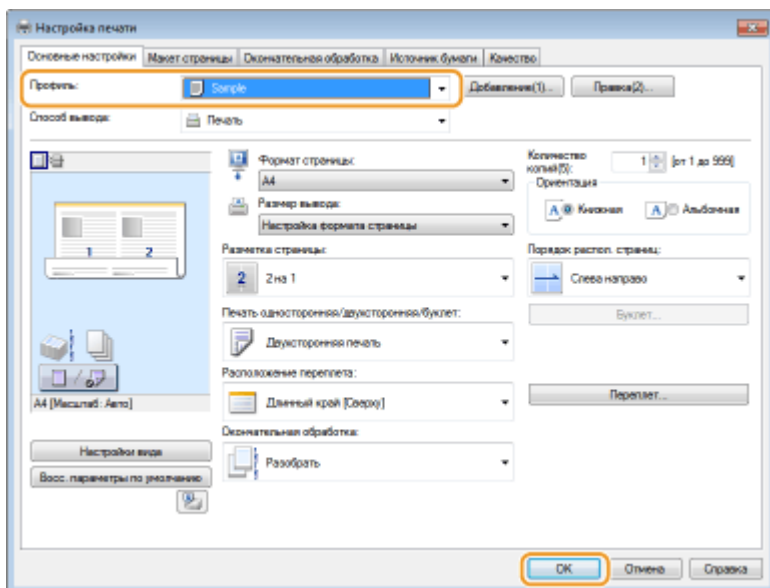 Настройка печати
Основные настройки Макет страницы Окончательная обработка Источник бумаги Качество
Профиль: Sample Добавление(1)... Правка(2)...
Способ вывода: Печать
Формат страницы:
A4
Размер вывода:
Настройка формата страницы
Количество копий(5): 1 [от 1 до 999]
Ориентация
A Книжная A Альбомная
Разметка страницы:
2 2 на 1
Порядок распол. страниц:
Слева направо
1 2
Печать односторонняя/двухсторонняя/буклет:
Двухсторонняя печать
Буклет...
Расположение переплета:
Длинный край [Сверху]
Переплет...
A4 [Масштаб: Авто]
Окончательная обработка:
Разобрать
Настройки вида
Восс. параметры по умолчанию
OK Отмена Справка